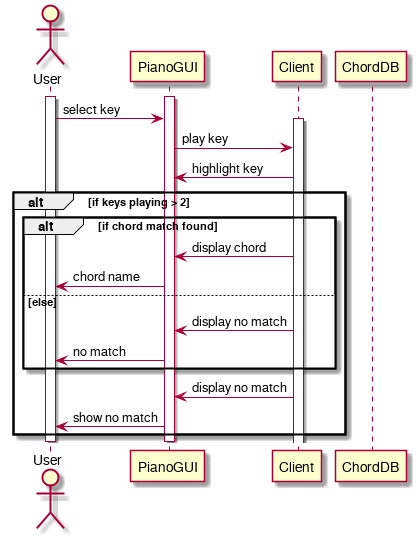 User
PianoGUI
Client
ChordDB
select key
play key
highlight key
alt [if keys playing > 2]
alt [if chord match found]
display chord
chord name
[else]
display no match
no match
display no match
show no match
User
PianoGUI
Client
ChordDB